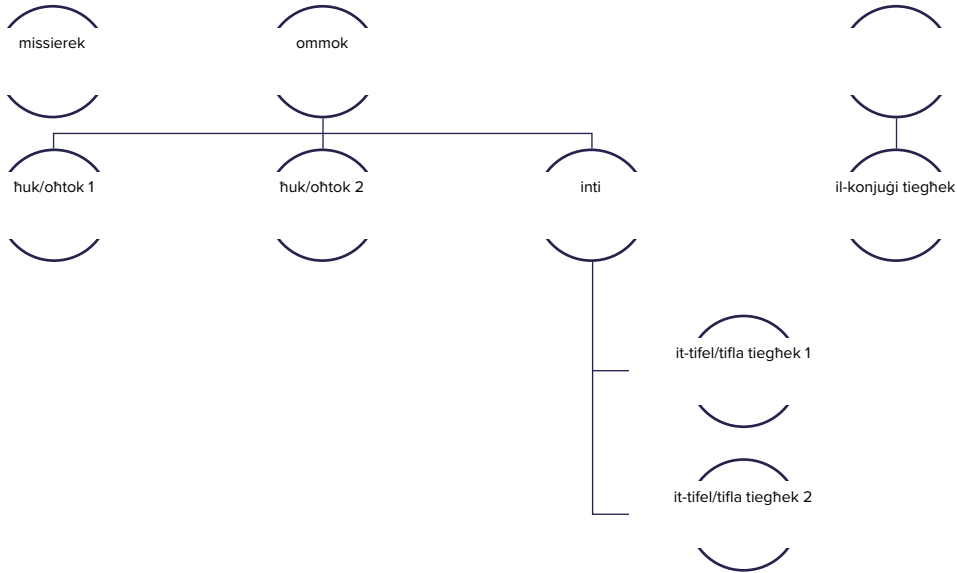 missierek
ommok
ħuk/oħtok 1
ħuk/oħtok 2
inti
il-konjuġi tiegħek
it-tifel/tifla tiegħek 1
it-tifel/tifla tiegħek 2